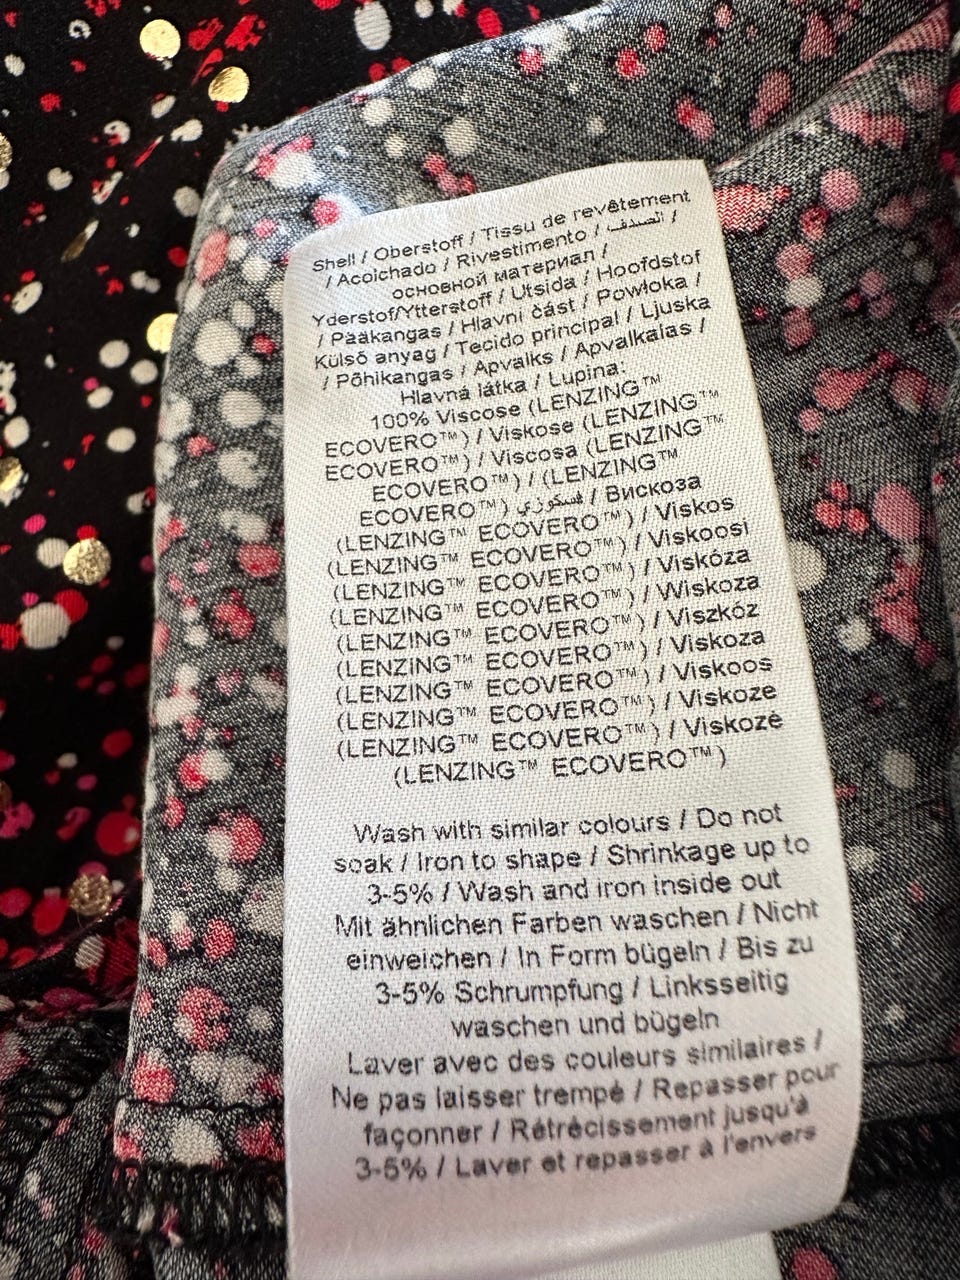 Shell / Oberstoff / Tissu de revêtement
/ Acolchado / Rivestimento / الصدف /
основной материал /
Yderstof/Ytterstoff / Utsida / Hoofdstof
/ Pääkangas / Hlavní část / Powłoka /
Külső anyag / Tecido principal / Ljuska
/ Põhikangas / Apvalks / Apvalkalas /
Hlavná látka / Lupina:
100% Viscose (LENZING™
ECOVERO™) / Viskose (LENZING™
ECOVERO™) / Viscosa (LENZING™
ECOVERO™) / (LENZING™
ECOVERO™) فسكوزي / Вискоза
(LENZING™ ECOVERO™) / Viskos
(LENZING™ ECOVERO™) / Viskoosi
(LENZING™ ECOVERO™) / Viskóza
(LENZING™ ECOVERO™) / Wiskoza
(LENZING™ ECOVERO™) / Viszkóz
(LENZING™ ECOVERO™) / Viskoza
(LENZING™ ECOVERO™) / Viskoos
(LENZING™ ECOVERO™) / Viskoze
(LENZING™ ECOVERO™) / Viskozė
(LENZING™ ECOVERO™)
Wash with similar colours / Do not
soak / Iron to shape / Shrinkage up to
3-5% / Wash and iron inside out
Mit ähnlichen Farben waschen / Nicht
einweichen / In Form bügeln / Bis zu
3-5% Schrumpfung / Linksseitig
waschen und bügeln
Laver avec des couleurs similaires /
Ne pas laisser trempé / Repasser pour
façonner / Rétrécissement jusqu'à
3-5% / Laver et repasser à l'envers